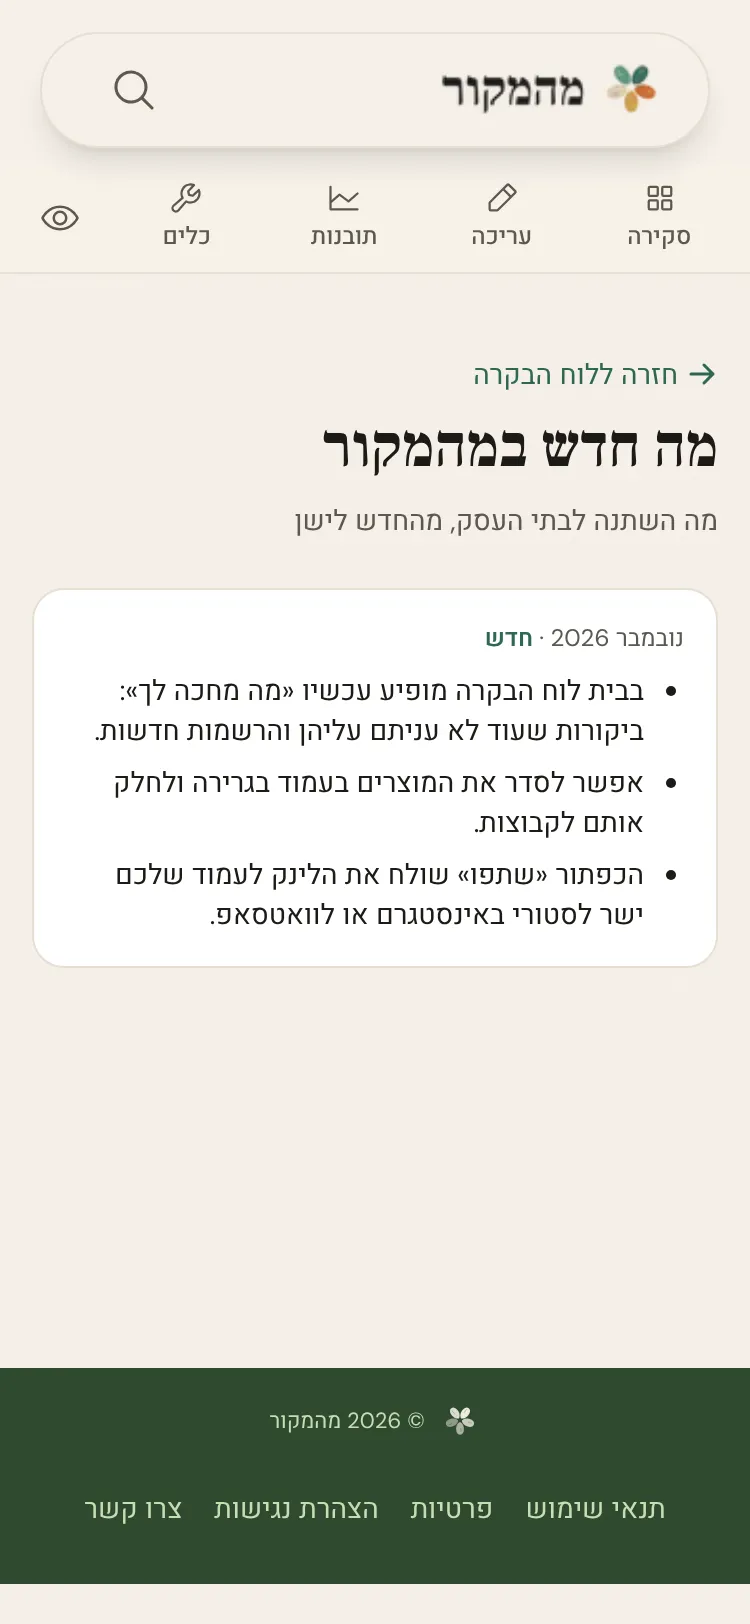 מהמקור
סקירה
עריכה
תובנות
כלים
חזרה ללוח הבקרה
מה חדש במהמקור
מה השתנה לבתי העסק, מהחדש לישן
נובמבר 2026 · חדש
בבית לוח הבקרה מופיע עכשיו «מה מחכה לך»:
ביקורות שעוד לא עניתם עליהן והרשמות חדשות.
אפשר לסדר את המוצרים בעמוד בגרירה ולחלק
אותם לקבוצות.
הכפתור «שתפו» שולח את הלינק לעמוד שלכם
ישר לסטורי באינסטגרם או לוואטסאפ.
© 2026 מהמקור
תנאי שימוש
פרטיות
הצהרת נגישות
צרו קשר